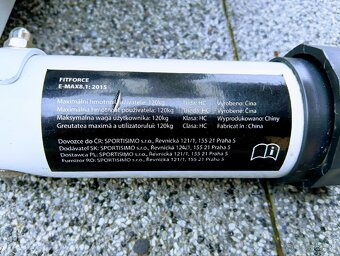 FITFORCE
E-MAX8.1: 2015
Maximální hmotnost uživatele: 120kg Třída: HC Vyrobeno: Čína
Maximálna hmotnosť používateľa: 120kg Trieda: HC Vyrobené: Čína
Maksymalna waga użytkownika: 120kg Klasa: HC Wyprodukowano: Chiny
Greutatea maximă a utilizatorului: 120kg Clasa: HC Fabricat în : China
Dovozce do ČR: SPORTISIMO s.r.o., Řevnická 121/1, 155 21 Praha 5
Dodávateľ SK: SPORTISIMO s.r.o., Řevnická 121/1, 155 21 Praha 5
Dostawca PL: SPORTISIMO s.r.o., Řevnická 121/1, 155 21 Praha 5
Furnizor RO: SPORTISIMO s.r.o., Řevnická 121/1, 155 21 Praha 5